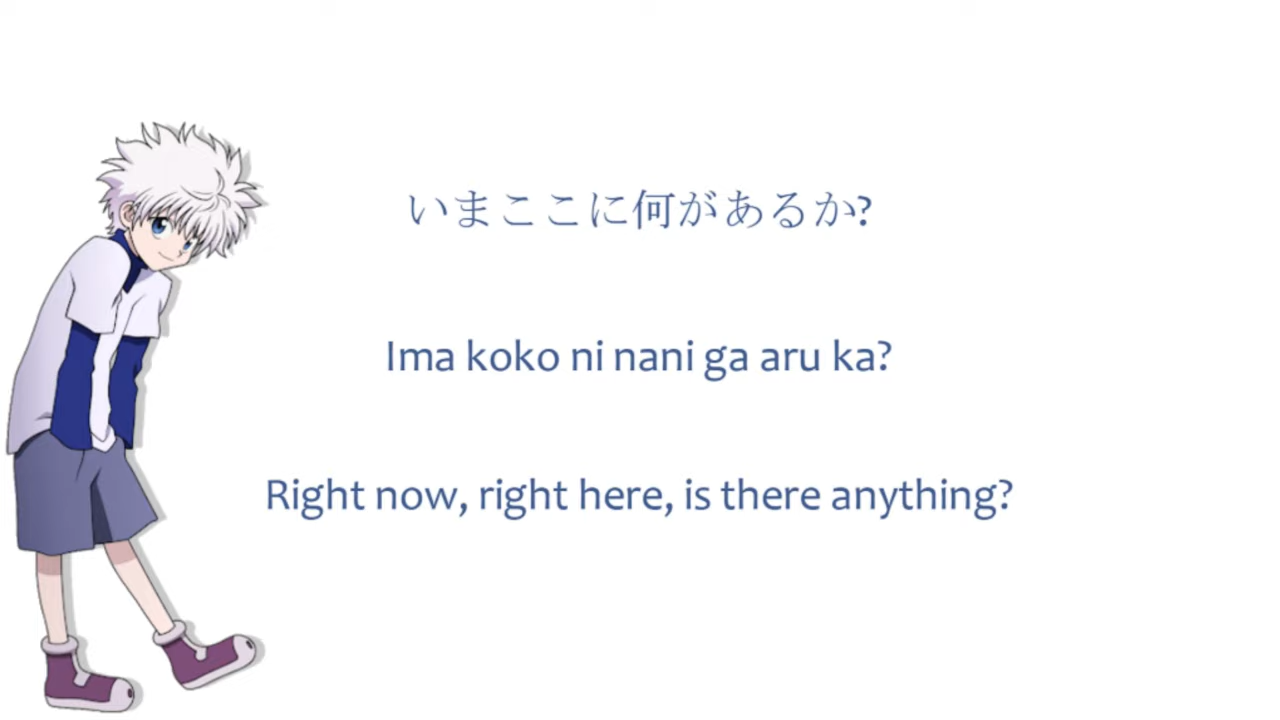 いまここに何があるか?
Ima koko ni nani ga aru ka?
Right now, right here, is there anything?